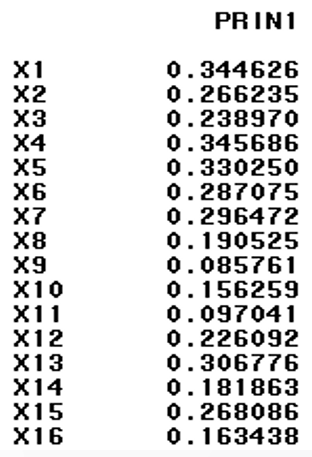 PRIN1
X1 0.344626
X2 0.266235
X3 0.238970
X4 0.345686
X5 0.330250
X6 0.287075
X7 0.296472
X8 0.190525
X9 0.085761
X10 0.156259
X11 0.097041
X12 0.226092
X13 0.306776
X14 0.181863
X15 0.268086
X16 0.163438